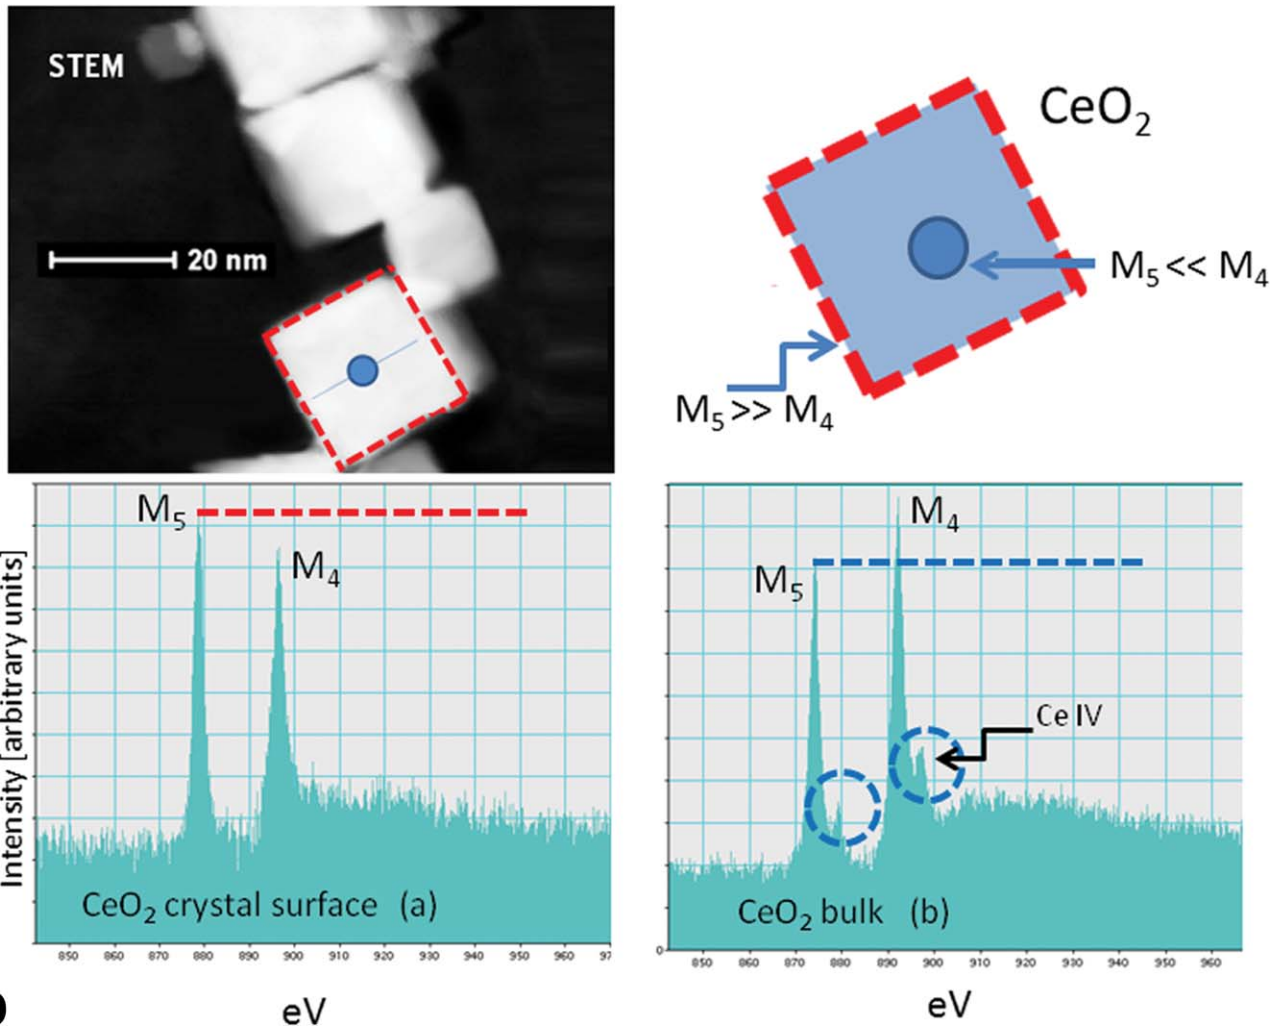 STEM
20 nm
CeO₂
M₅ << M₄
M₅ >> M₄
M₅
M₄
Intensity [arbitrary units]
CeO₂ crystal surface (a)
850 860 870 880 890 900 910 920 930 940 950 960 97
eV
M₄
M₅
Ce IV
CeO₂ bulk (b)
0
850 860 870 880 890 900 910 920 930 940 950 960
eV